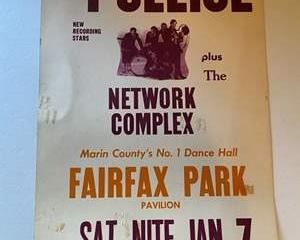 NEW
RECORDING
STARS
plus
The
NETWORK
COMPLEX
Marin County's No. 1 Dance Hall
FAIRFAX PARK
PAVILION
SAT NITE JAN 7